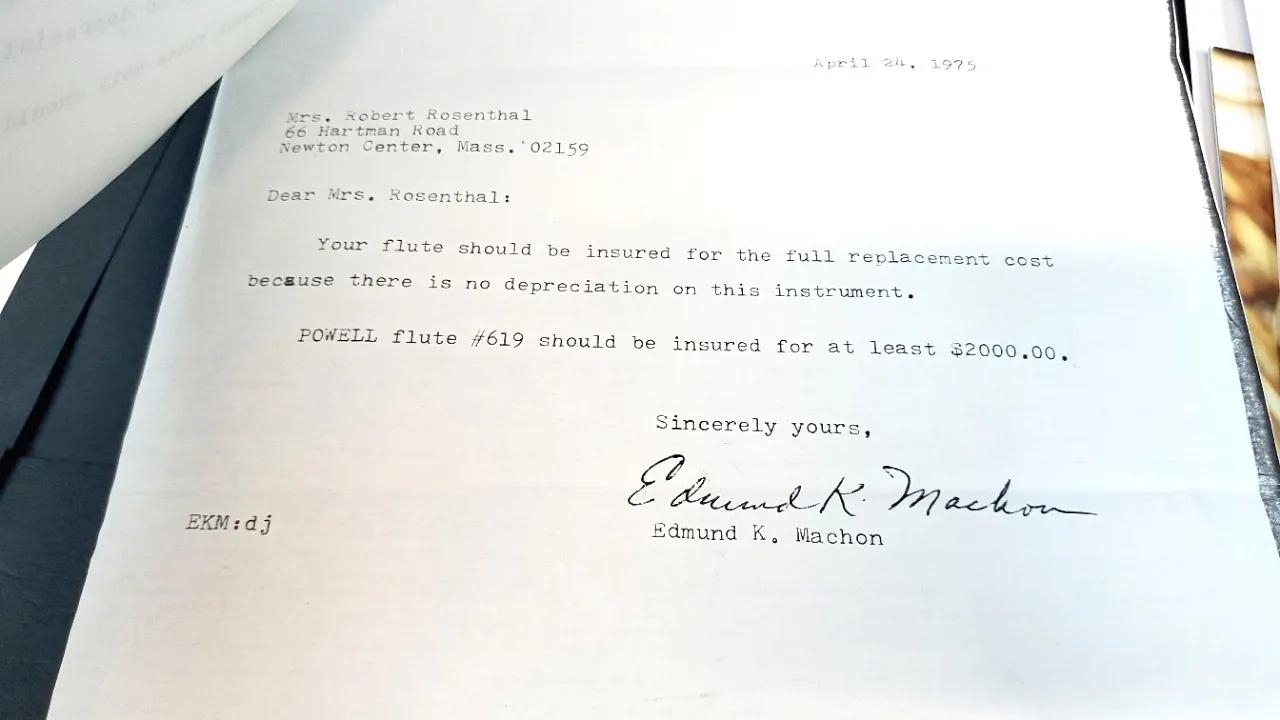 April 24, 1975
Mrs. Robert Rosenthal
66 Hartman Road
Newton Center, Mass. 02159
Dear Mrs. Rosenthal:
Your flute should be insured for the full replacement cost
because there is no depreciation on this instrument.
POWELL flute #619 should be insured for at least $2000.00.
Sincerely yours,
Edmund K. Machon
Edmund K. Machon
EKM:dj